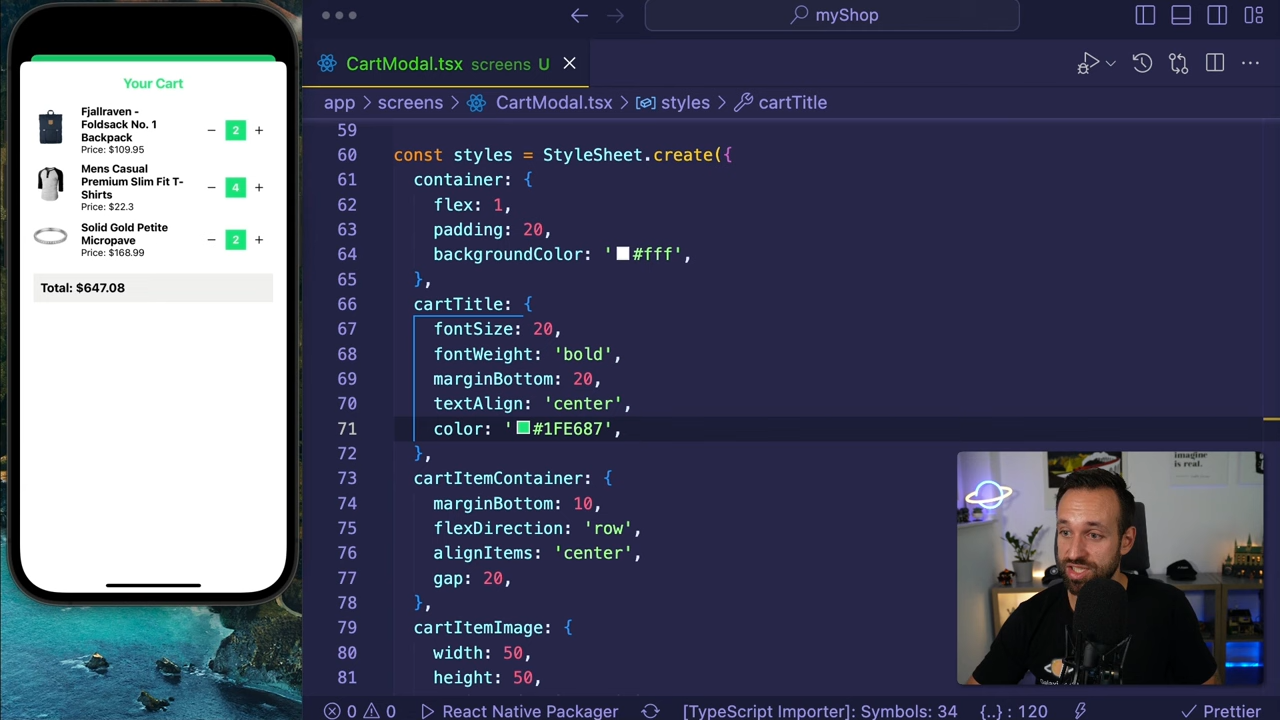 Your Cart
Fjallraven -
Foldsack No. 1
Backpack
Price: $109.95
− 2 +
Mens Casual
Premium Slim Fit T-
Shirts
Price: $22.3
− 4 +
Solid Gold Petite
Micropave
Price: $168.99
− 2 +
Total: $647.08
myShop
CartModal.tsx screens U
app > screens > CartModal.tsx > styles > cartTitle
59
60 const styles = StyleSheet.create({
61 container: {
62 flex: 1,
63 padding: 20,
64 backgroundColor: '#fff',
65 },
66 cartTitle: {
67 fontSize: 20,
68 fontWeight: 'bold',
69 marginBottom: 20,
70 textAlign: 'center',
71 color: '#1FE687',
72 },
73 cartItemContainer: {
74 marginBottom: 10,
75 flexDirection: 'row',
76 alignItems: 'center',
77 gap: 20,
78 },
79 cartItemImage: {
80 width: 50,
81 height: 50,
imagine
is real.
0 0 React Native Packager [TypeScript Importer]: Symbols: 34 {..} : 120 Prettier